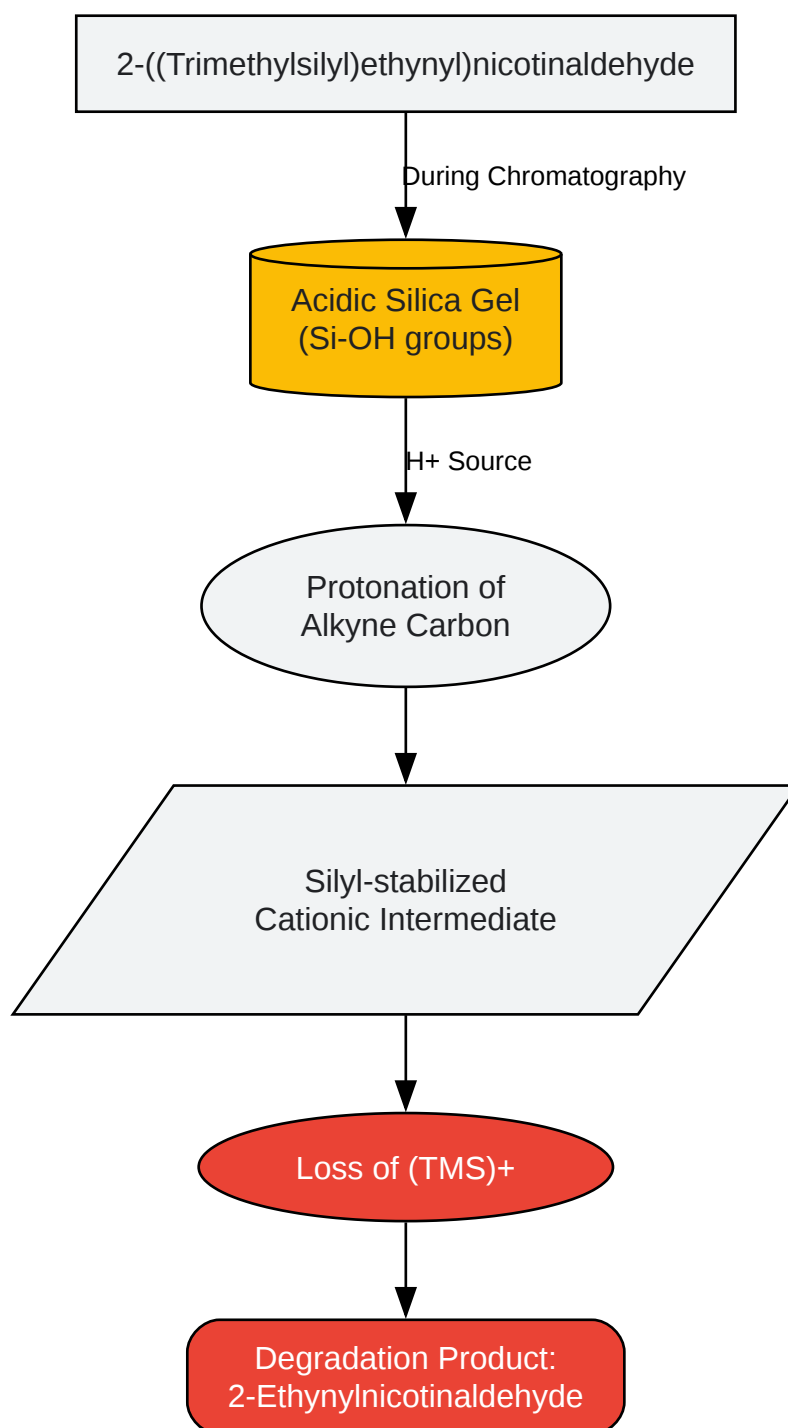 2-((Trimethylsilyl)ethynyl)nicotinaldehyde
During Chromatography
Acidic Silica Gel
(Si-OH groups)
H+ Source
Protonation of
Alkyne Carbon
Silyl-stabilized
Cationic Intermediate
Loss of (TMS)+
Degradation Product:
2-Ethynylnicotinaldehyde